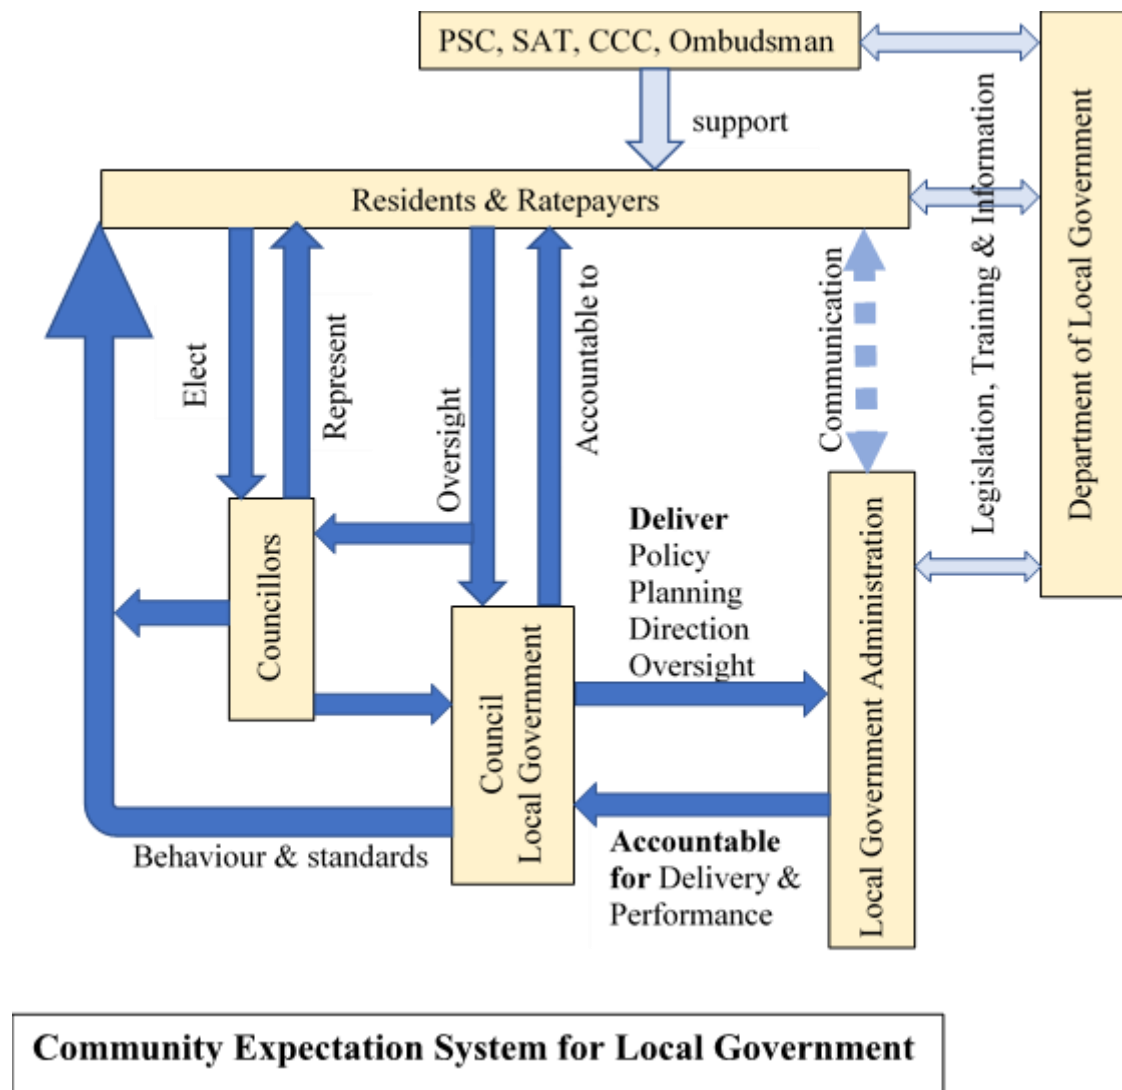 PSC, SAT, CCC, Ombudsman
support
Residents & Ratepayers
Elect
Represent
Oversight
Accountable to
Communication
Legislation, Training & Information
Department of Local Government
Councillors
Council
Local Government
Deliver
Policy
Planning
Direction
Oversight
Local Government Administration
Behaviour & standards
Accountable
for Delivery &
Performance
Community Expectation System for Local Government